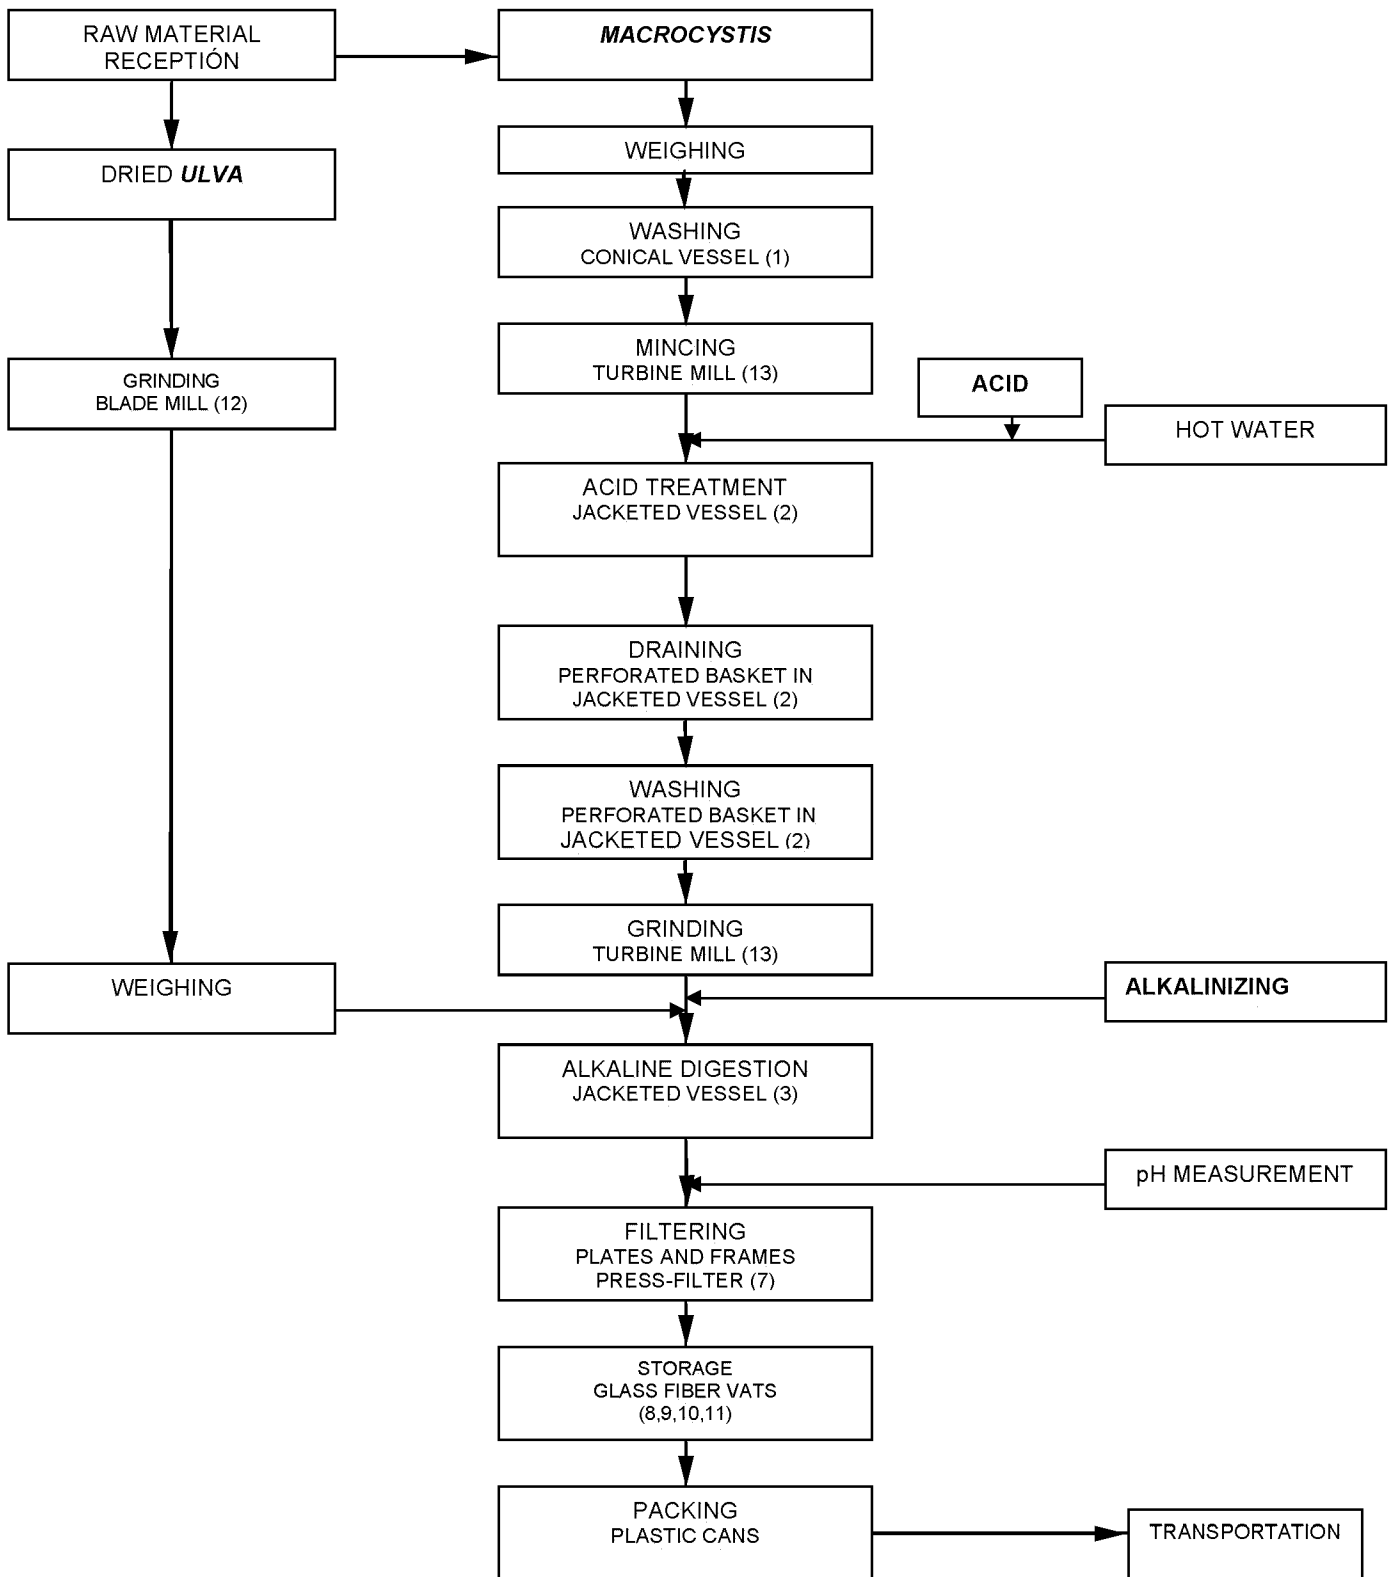 RAW MATERIAL
RECEPTIÓN
MACROCYSTIS
WEIGHING
DRIED ULVA
WASHING
CONICAL VESSEL (1)
MINCING
TURBINE MILL (13)
GRINDING
BLADE MILL (12)
ACID
HOT WATER
ACID TREATMENT
JACKETED VESSEL (2)
DRAINING
PERFORATED BASKET IN
JACKETED VESSEL (2)
WASHING
PERFORATED BASKET IN
JACKETED VESSEL (2)
GRINDING
TURBINE MILL (13)
WEIGHING
ALKALINIZING
ALKALINE DIGESTION
JACKETED VESSEL (3)
pH MEASUREMENT
FILTERING
PLATES AND FRAMES
PRESS-FILTER (7)
STORAGE
GLASS FIBER VATS
(8,9,10,11)
PACKING
PLASTIC CANS
TRANSPORTATION